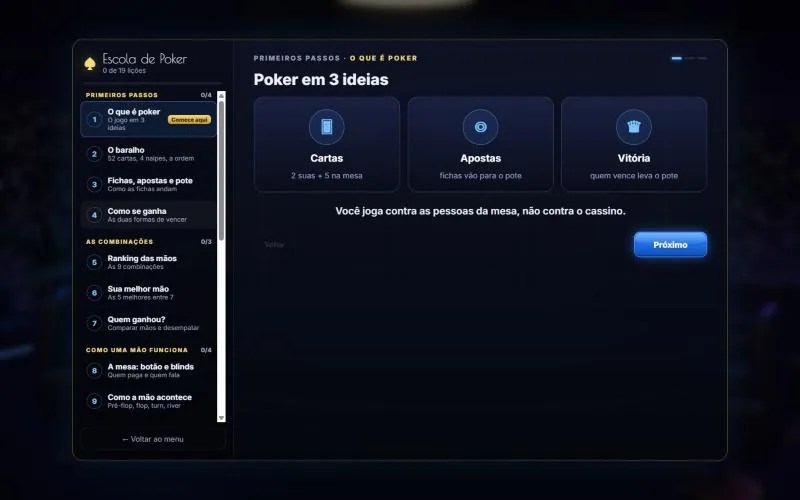 Escola de Poker
0 de 19 lições
PRIMEIROS PASSOS 0/4
1 O que é poker
O jogo em 3 ideias
Comece aqui
2 O baralho
52 cartas, 4 naipes, a ordem
3 Fichas, apostas e pote
Como as fichas andam
4 Como se ganha
As duas formas de vencer
AS COMBINAÇÕES 0/3
5 Ranking das mãos
As 9 combinações
6 Sua melhor mão
As 5 melhores entre 7
7 Quem ganhou?
Comparar mãos e desempatar
COMO UMA MÃO FUNCIONA 0/4
8 A mesa: botão e blinds
Quem paga e quem fala
9 Como a mão acontece
Pré-flop, flop, turn, river
← Voltar ao menu
PRIMEIROS PASSOS · O QUE É POKER
Poker em 3 ideias
Cartas
2 suas + 5 na mesa
Apostas
fichas vão para o pote
Vitória
quem vence leva o pote
Você joga contra as pessoas da mesa, não contra o cassino.
Voltar
Próximo